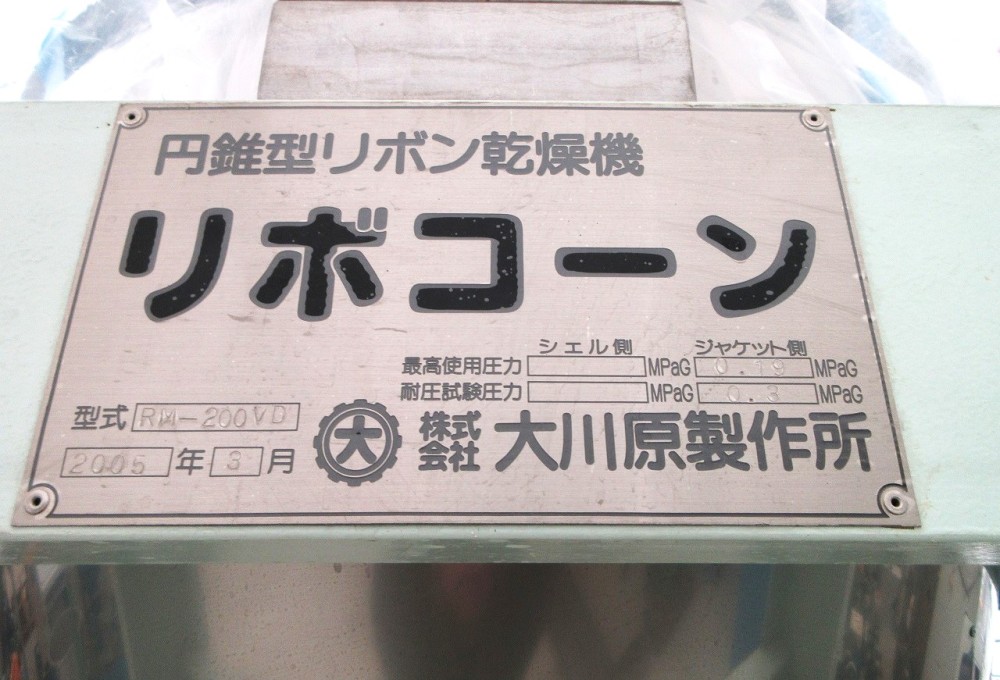 円錐型リボン乾燥機
リボコーン
シェル側 ジャケット側
最高使用圧力 MPaG 0.19 MPaG
耐圧試験圧力 MPaG 0.3 MPaG
型式 RM-200VD
2005 年 3 月
大 株式会社 大川原製作所